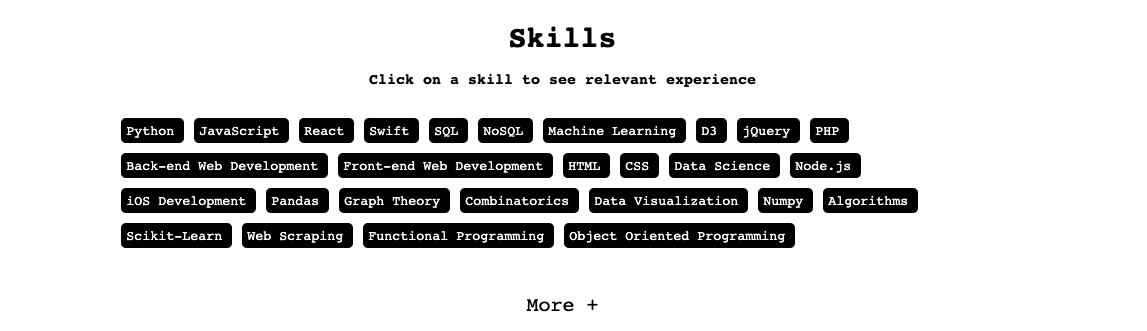 Skills
Click on a skill to see relevant experience
Python JavaScript React Swift SQL NoSQL Machine Learning D3 jQuery PHP
Back-end Web Development Front-end Web Development HTML CSS Data Science Node.js
iOS Development Pandas Graph Theory Combinatorics Data Visualization Numpy Algorithms
Scikit-Learn Web Scraping Functional Programming Object Oriented Programming
More +